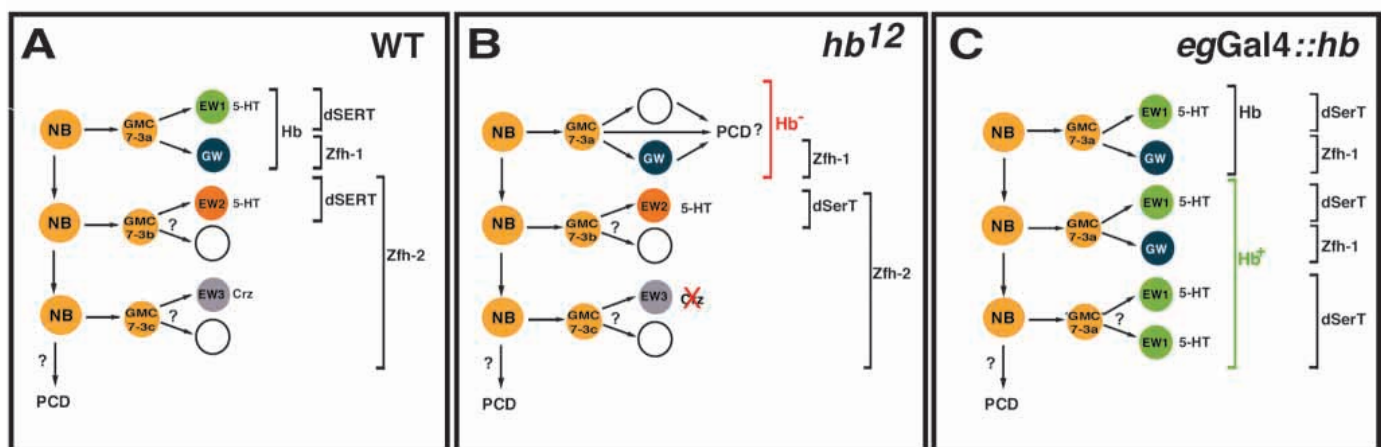 A WT
NB GMC 7-3a EW1 5-HT
GW
Hb dSERT
Zfh-1
NB GMC 7-3b ? EW2 5-HT
dSERT
Zfh-2
NB GMC 7-3c ? EW3 Crz
?
PCD
B hb12
NB GMC 7-3a PCD? Hb-
GW
Zfh-1
NB GMC 7-3b ? EW2 5-HT
dSerT
Zfh-2
NB GMC 7-3c ? EW3 Crz
?
PCD
C egGal4::hb
NB GMC 7-3a EW1 5-HT Hb dSerT
GW Zfh-1
NB GMC 7-3a EW1 5-HT dSerT
GW Zfh-1
Hb+
NB GMC 7-3a ? EW1 5-HT
EW1 5-HT
dSerT
?
PCD